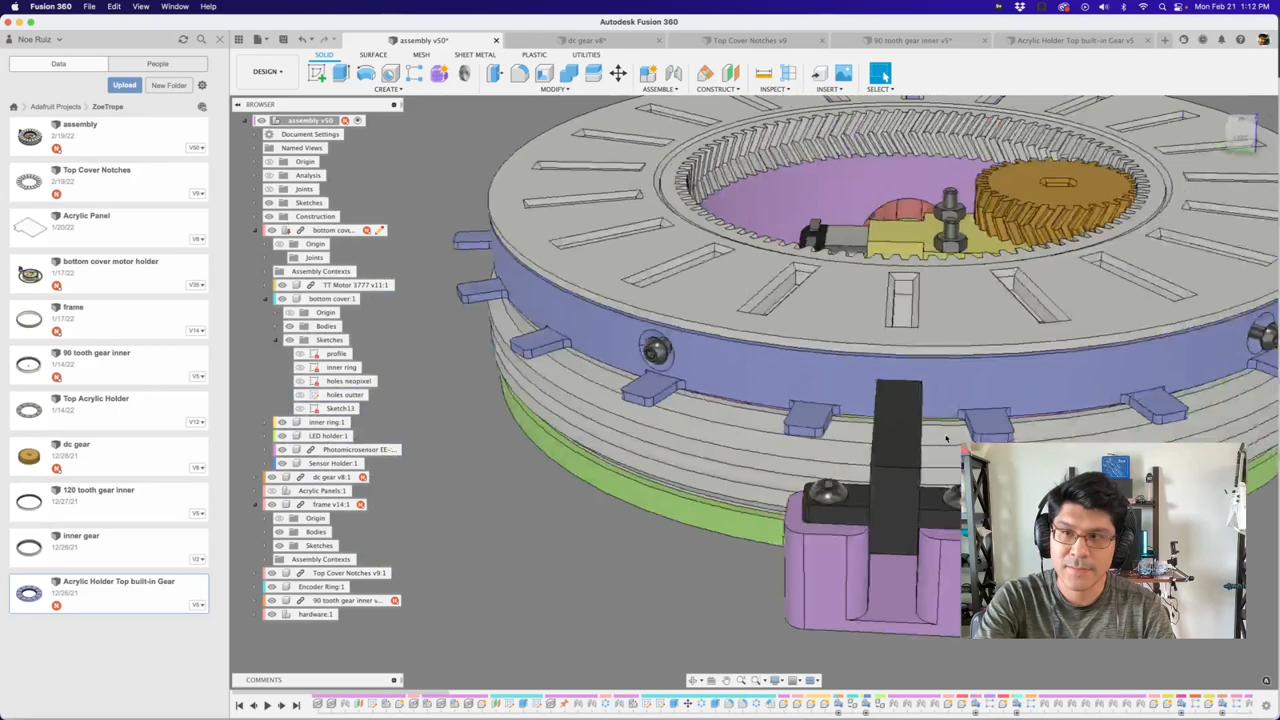 Fusion 360 File Edit View Window Help
Mon Feb 21 1:12 PM
Autodesk Fusion 360
Noe Ruiz
assembly v50*
dc gear v8*
Top Cover Notches v9
90 tooth gear inner v5*
Acrylic Holder Top built-in Gear v5
Data People
Upload New Folder
DESIGN
SOLID SURFACE MESH SHEET METAL PLASTIC UTILITIES
CREATE MODIFY ASSEMBLE CONSTRUCT INSPECT INSERT SELECT
Adafruit Projects ZoeTrope
assembly
2/19/22
V50
Top Cover Notches
2/19/22
V9
Acrylic Panel
1/20/22
V8
bottom cover motor holder
1/17/22
frame
1/17/22
V14
90 tooth gear inner
1/14/22
V5
Top Acrylic Holder
1/14/22
V12
dc gear
12/28/21
V8
120 tooth gear inner
12/27/21
V5
inner gear
12/26/21
V2
Acrylic Holder Top built-in Gear
12/26/21
V5
BROWSER
assembly v50
Document Settings
Named Views
Origin
Analysis
Joints
Sketches
Construction
bottom cov...
Origin
Joints
Assembly Contexts
TT Motor 3777 v11:1
bottom cover:1
Origin
Bodies
Sketches
profile
inner ring
holes neopixel
holes outter
Sketch13
inner ring:1
LED holder:1
Photomicrosensor EE-...
Sensor Holder:1
dc gear v8:1
Acrylic Panels:1
frame v14:1
Origin
Bodies
Sketches
Assembly Contexts
Top Cover Notches v9:1
Encoder Ring:1
90 tooth gear inner v...
hardware:1
COMMENTS